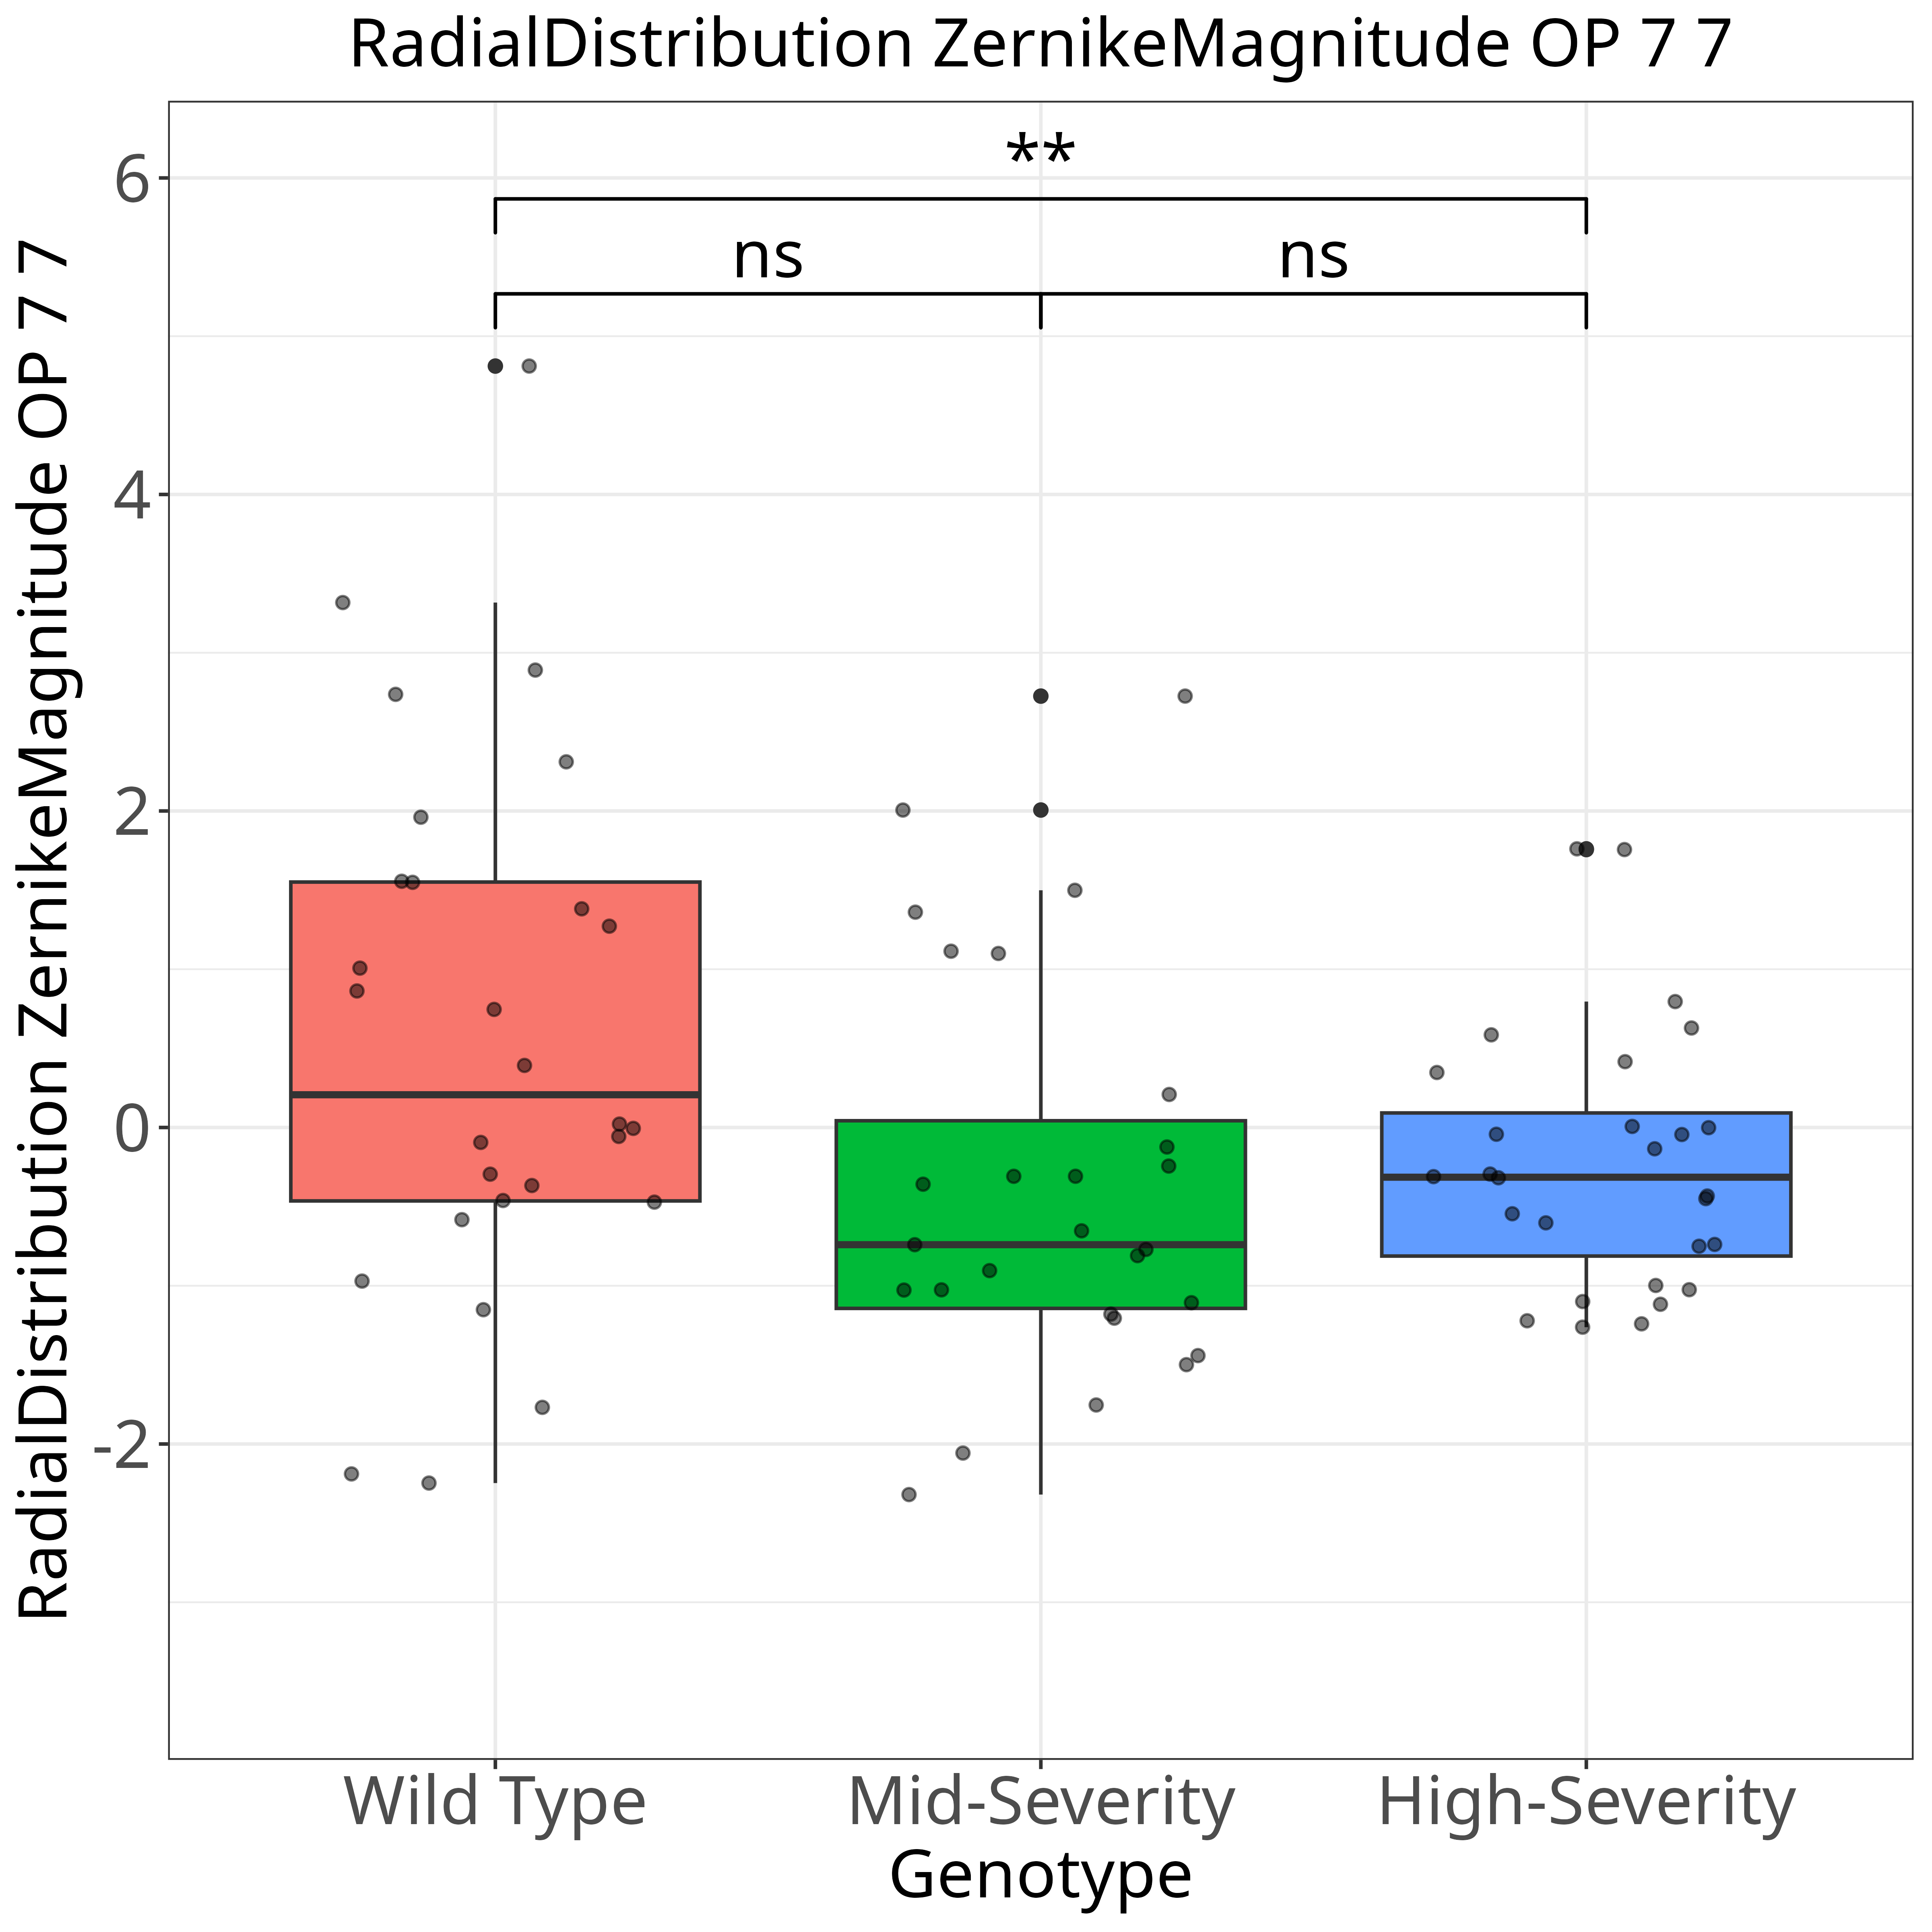 RadialDistribution ZernikeMagnitude OP 7 7
RadialDistribution ZernikeMagnitude OP 7 7
6
4
2
0
-2
**
ns
ns
Wild Type
Mid-Severity
High-Severity
Genotype